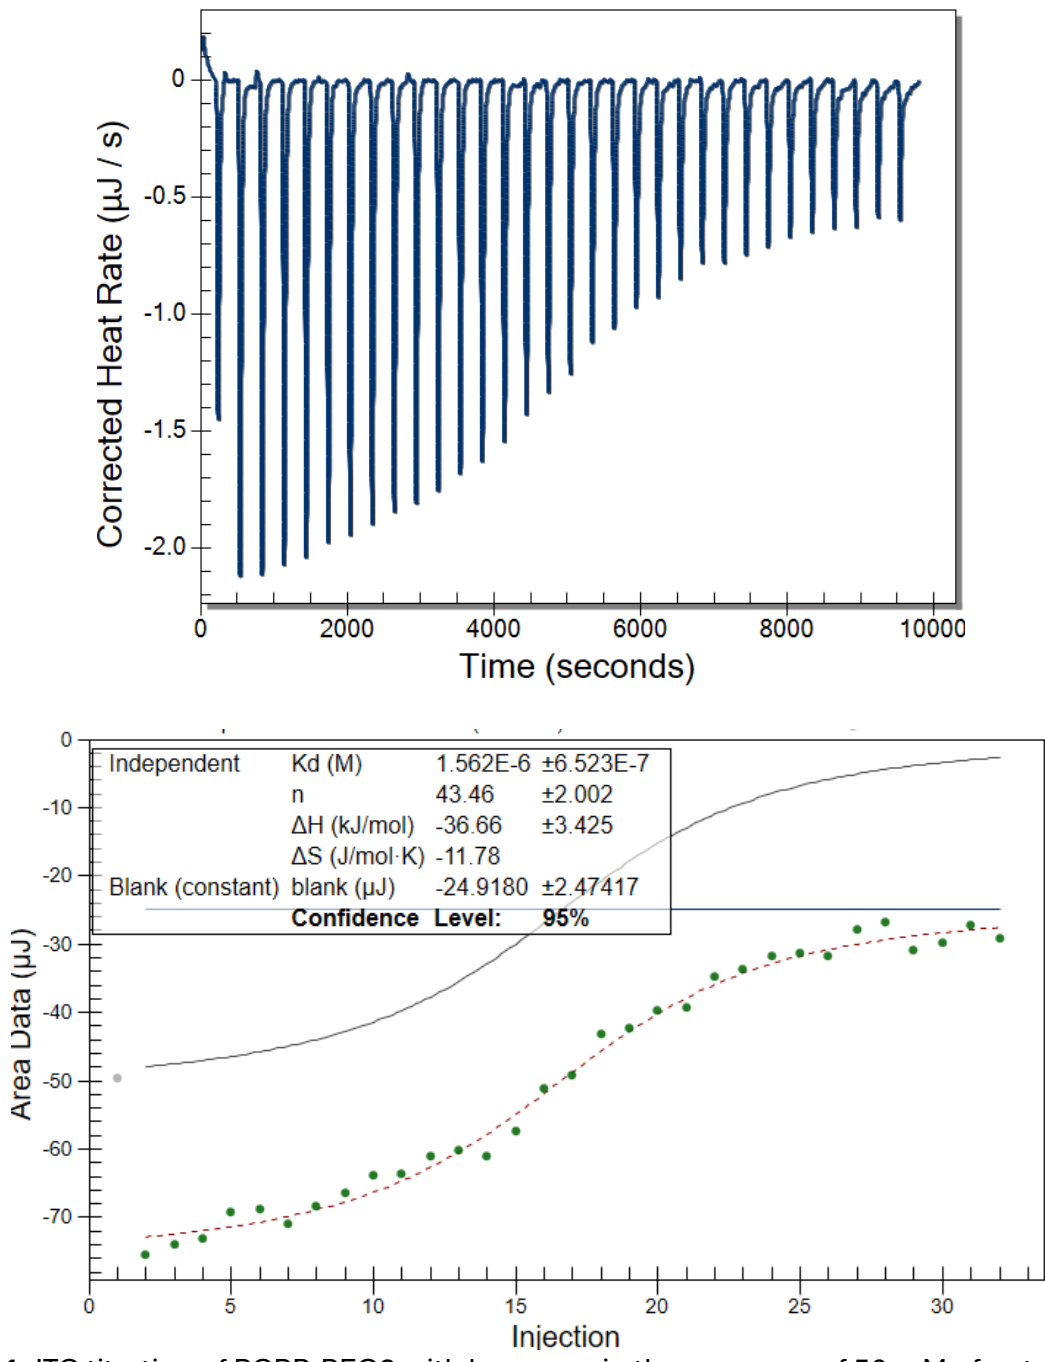 0
-0.5
-1.0
-1.5
-2.0
Corrected Heat Rate (µJ / s)
0 2000 4000 6000 8000 10000
Time (seconds)
Independent Kd (M) 1.562E-6 ±6.523E-7
n 43.46 ±2.002
ΔH (kJ/mol) -36.66 ±3.425
ΔS (J/mol·K) -11.78
Blank (constant) blank (µJ) -24.9180 ±2.47417
Confidence Level: 95%
0
-10
-20
-30
-40
-50
-60
-70
Area Data (µJ)
0 5 10 15 20 25 30
Injection